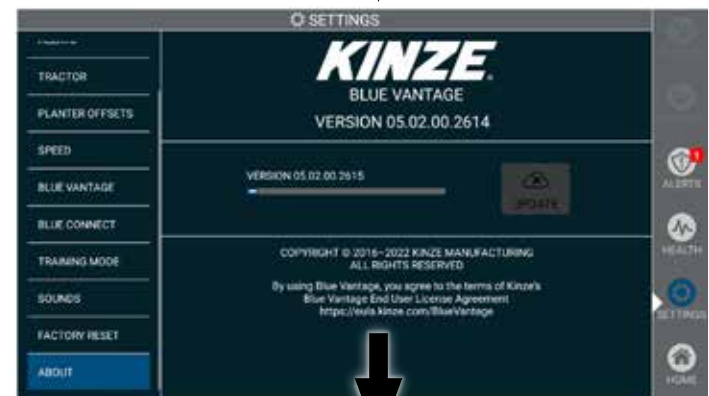 SETTINGS
TRACTOR
PLANTER OFFSETS
SPEED
BLUE VANTAGE
BLUE CONNECT
TRAINING MODE
SOUNDS
FACTORY RESET
ABOUT
KINZE
BLUE VANTAGE
VERSION 05.02.00.2614
VERSION 05.02.00.2615
UPDATE
COPYRIGHT © 2016-2022 KINZE MANUFACTURING
ALL RIGHTS RESERVED
By using Blue Vantage, you agree to the terms of Kinze's
Blue Vantage End User License Agreement
https://eula.kinze.com/BlueVantage
1
ALERTS
HEALTH
SETTINGS
HOME